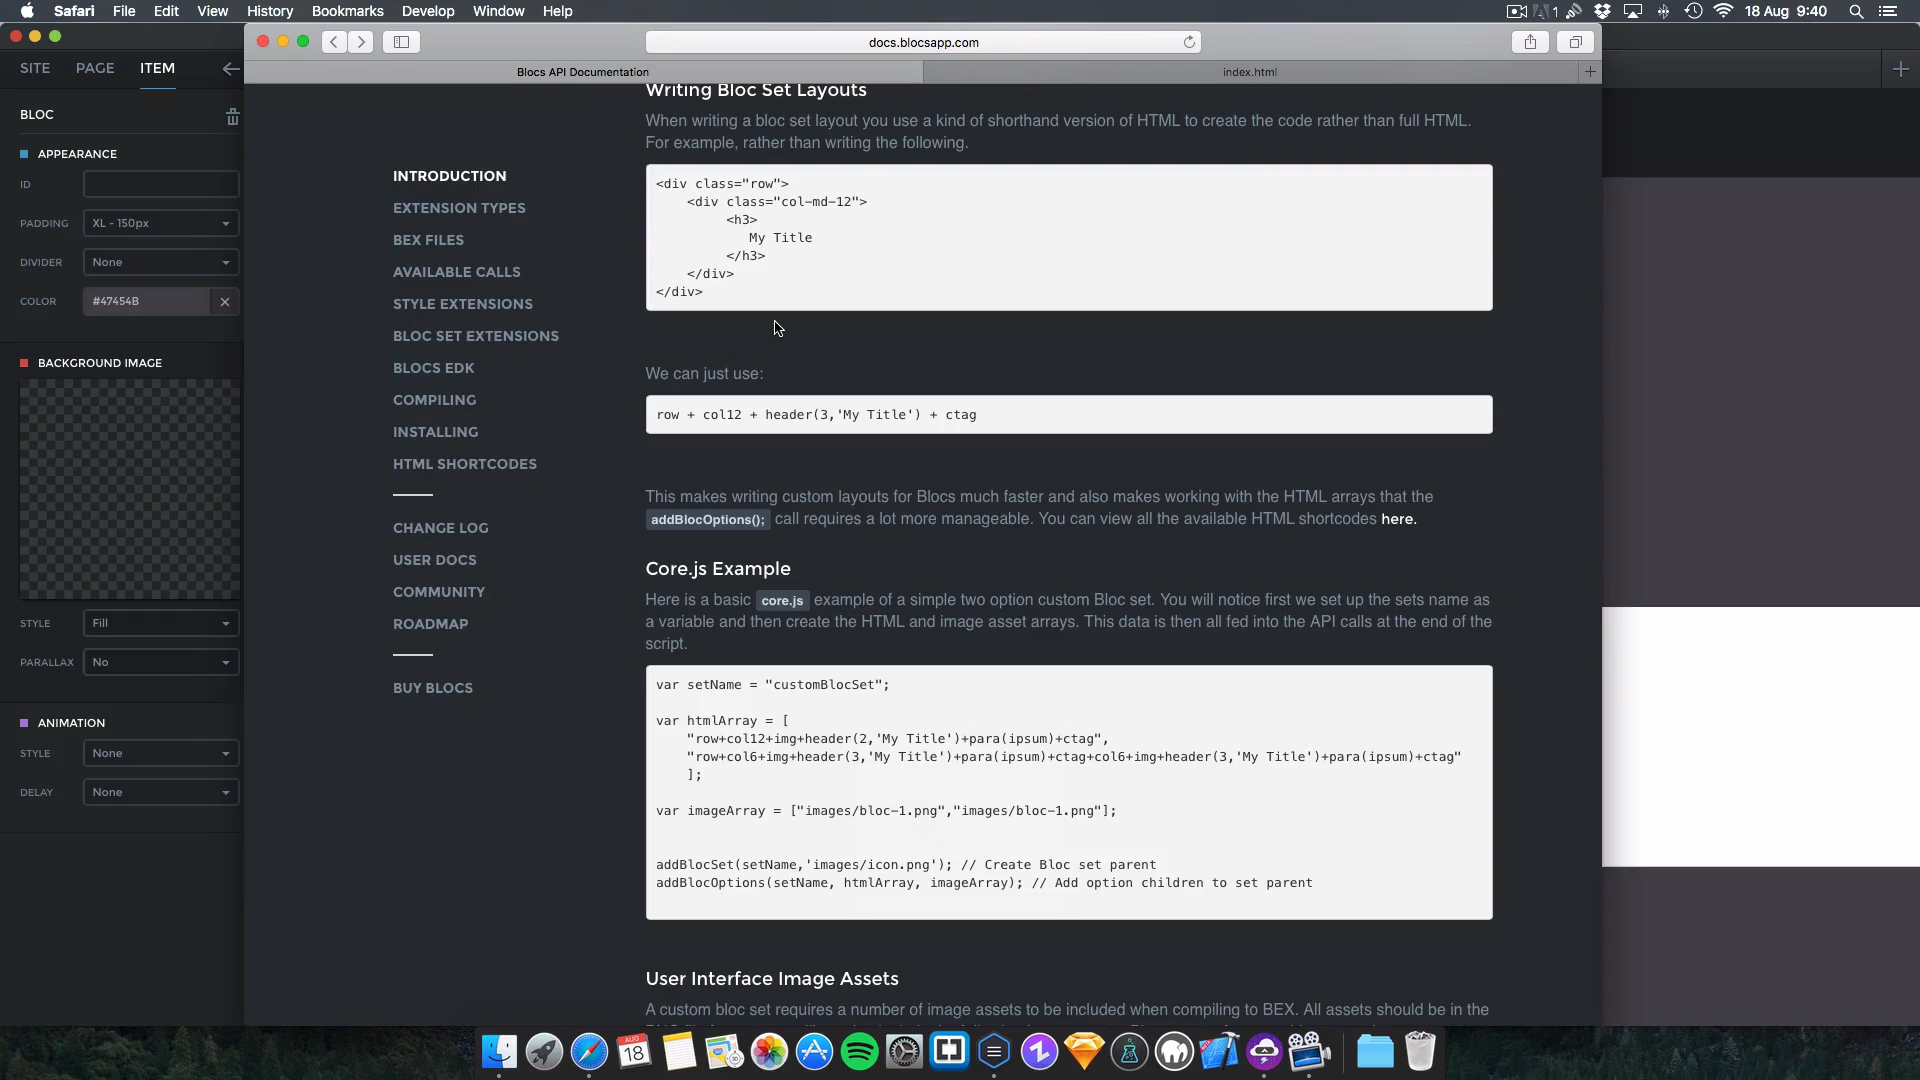 Safari File Edit View History Bookmarks Develop Window Help
1 18 Aug 9:40
docs.blocsapp.com
Blocs API Documentation
index.html
SITE PAGE ITEM
BLOC
APPEARANCE
ID
PADDING XL - 150px
DIVIDER None
COLOR #47454B
BACKGROUND IMAGE
STYLE Fill
PARALLAX No
ANIMATION
STYLE None
DELAY None
INTRODUCTION
EXTENSION TYPES
BEX FILES
AVAILABLE CALLS
STYLE EXTENSIONS
BLOC SET EXTENSIONS
BLOCS EDK
COMPILING
INSTALLING
HTML SHORTCODES
CHANGE LOG
USER DOCS
COMMUNITY
ROADMAP
BUY BLOCS
Writing Bloc Set Layouts
When writing a bloc set layout you use a kind of shorthand version of HTML to create the code rather than full HTML.
For example, rather than writing the following.
<div class="row">
<div class="col-md-12">
<h3>
My Title
</h3>
</div>
</div>
We can just use:
row + col12 + header(3,'My Title') + ctag
This makes writing custom layouts for Blocs much faster and also makes working with the HTML arrays that the
addBlocOptions(); call requires a lot more manageable. You can view all the available HTML shortcodes here.
Core.js Example
Here is a basic core.js example of a simple two option custom Bloc set. You will notice first we set up the sets name as
a variable and then create the HTML and image asset arrays. This data is then all fed into the API calls at the end of the
script.
var setName = "customBlocSet";
var htmlArray = [
"row+col12+img+header(2,'My Title')+para(ipsum)+ctag",
"row+col6+img+header(3,'My Title')+para(ipsum)+ctag+col6+img+header(3,'My Title')+para(ipsum)+ctag"
];
var imageArray = ["images/bloc-1.png","images/bloc-1.png"];
addBlocSet(setName,'images/icon.png'); // Create Bloc set parent
addBlocOptions(setName, htmlArray, imageArray); // Add option children to set parent
User Interface Image Assets
A custom bloc set requires a number of image assets to be included when compiling to BEX. All assets should be in the
AUG
18